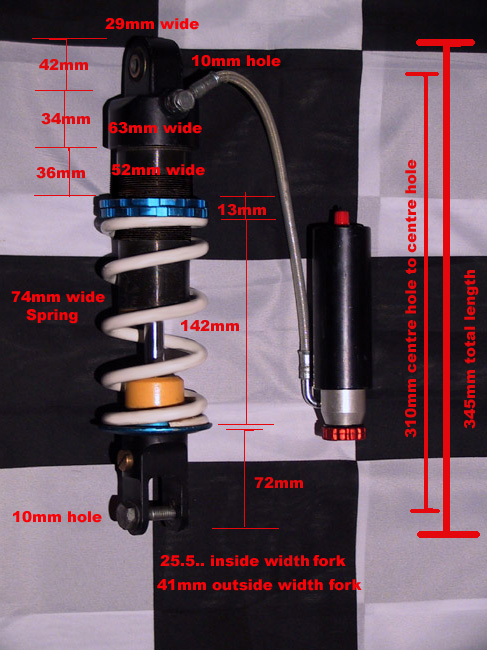 29mm wide
42mm
10mm hole
34mm
63mm wide
36mm
52mm wide
13mm
74mm wide
Spring
142mm
310mm centre hole to centre hole
345mm total length
72mm
10mm hole
25.5.. inside width fork
41mm outside width fork